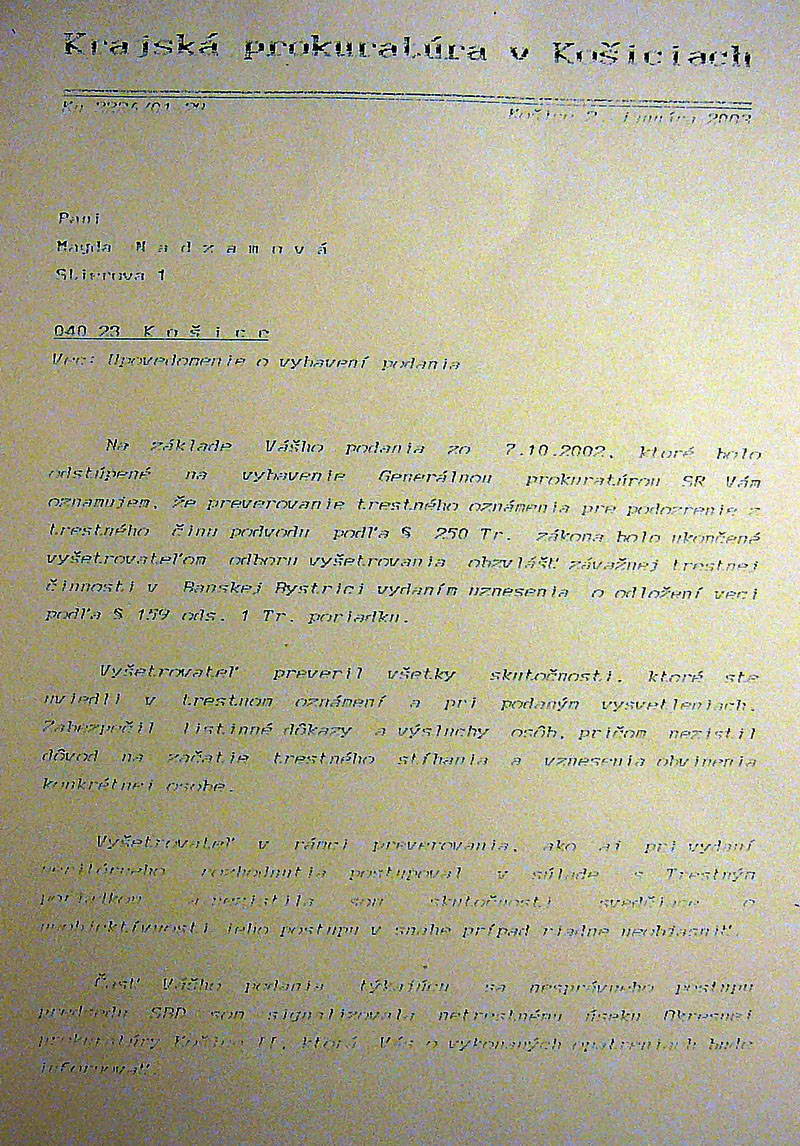 Krajská prokuratúra v Košiciach
Košice 2. januára 2003
Pani
Magda N a d z a m o v á
040 23 K o š i c e
Vec: Upovedomenie o vybavení podania
Na základe Vášho podania zo 7.10.2002, ktoré bolo
odstúpené na vybavenie Generálnou prokuratúrou SR Vám
oznamujem, že preverovanie trestného oznámenia pre podozrenie z
trestného činu podvodu podľa § 250 Tr. zákona bolo ukončené
vyšetrovateľom odboru vyšetrovania obzvlášť závažnej trestnej
činnosti v Banskej Bystrici vydaním uznesenia o odložení veci
podľa § 159 ods. 1 Tr. poriadku.
Vyšetrovateľ preveril všetky skutočnosti, ktoré ste
uviedli v trestnom oznámení a pri podaným vysvetleniach.
Zabezpečil listinné dôkazy a výsluchy osôb, pričom nezistil
dôvod na začatie trestného stíhania a vznesenia obvinenia
konkrétnej osobe.
Vyšetrovateľ v rámci preverovania, ako aj pri vydaní
meritórneho rozhodnutia postupoval v súlade s Trestným
poriadkom a nezistila som skutočnosti svedčiace o
neobjektívnosti jeho postupu v snahe prípad riadne neobjasniť.
Časť Vášho podania týkajúcu sa nesprávneho postupu
predsedu SBD som signalizovala netrestnému úseku Okresnej
prokuratúry Košice II, ktorá Vás o vykonaných opatreniach bude
informovať.